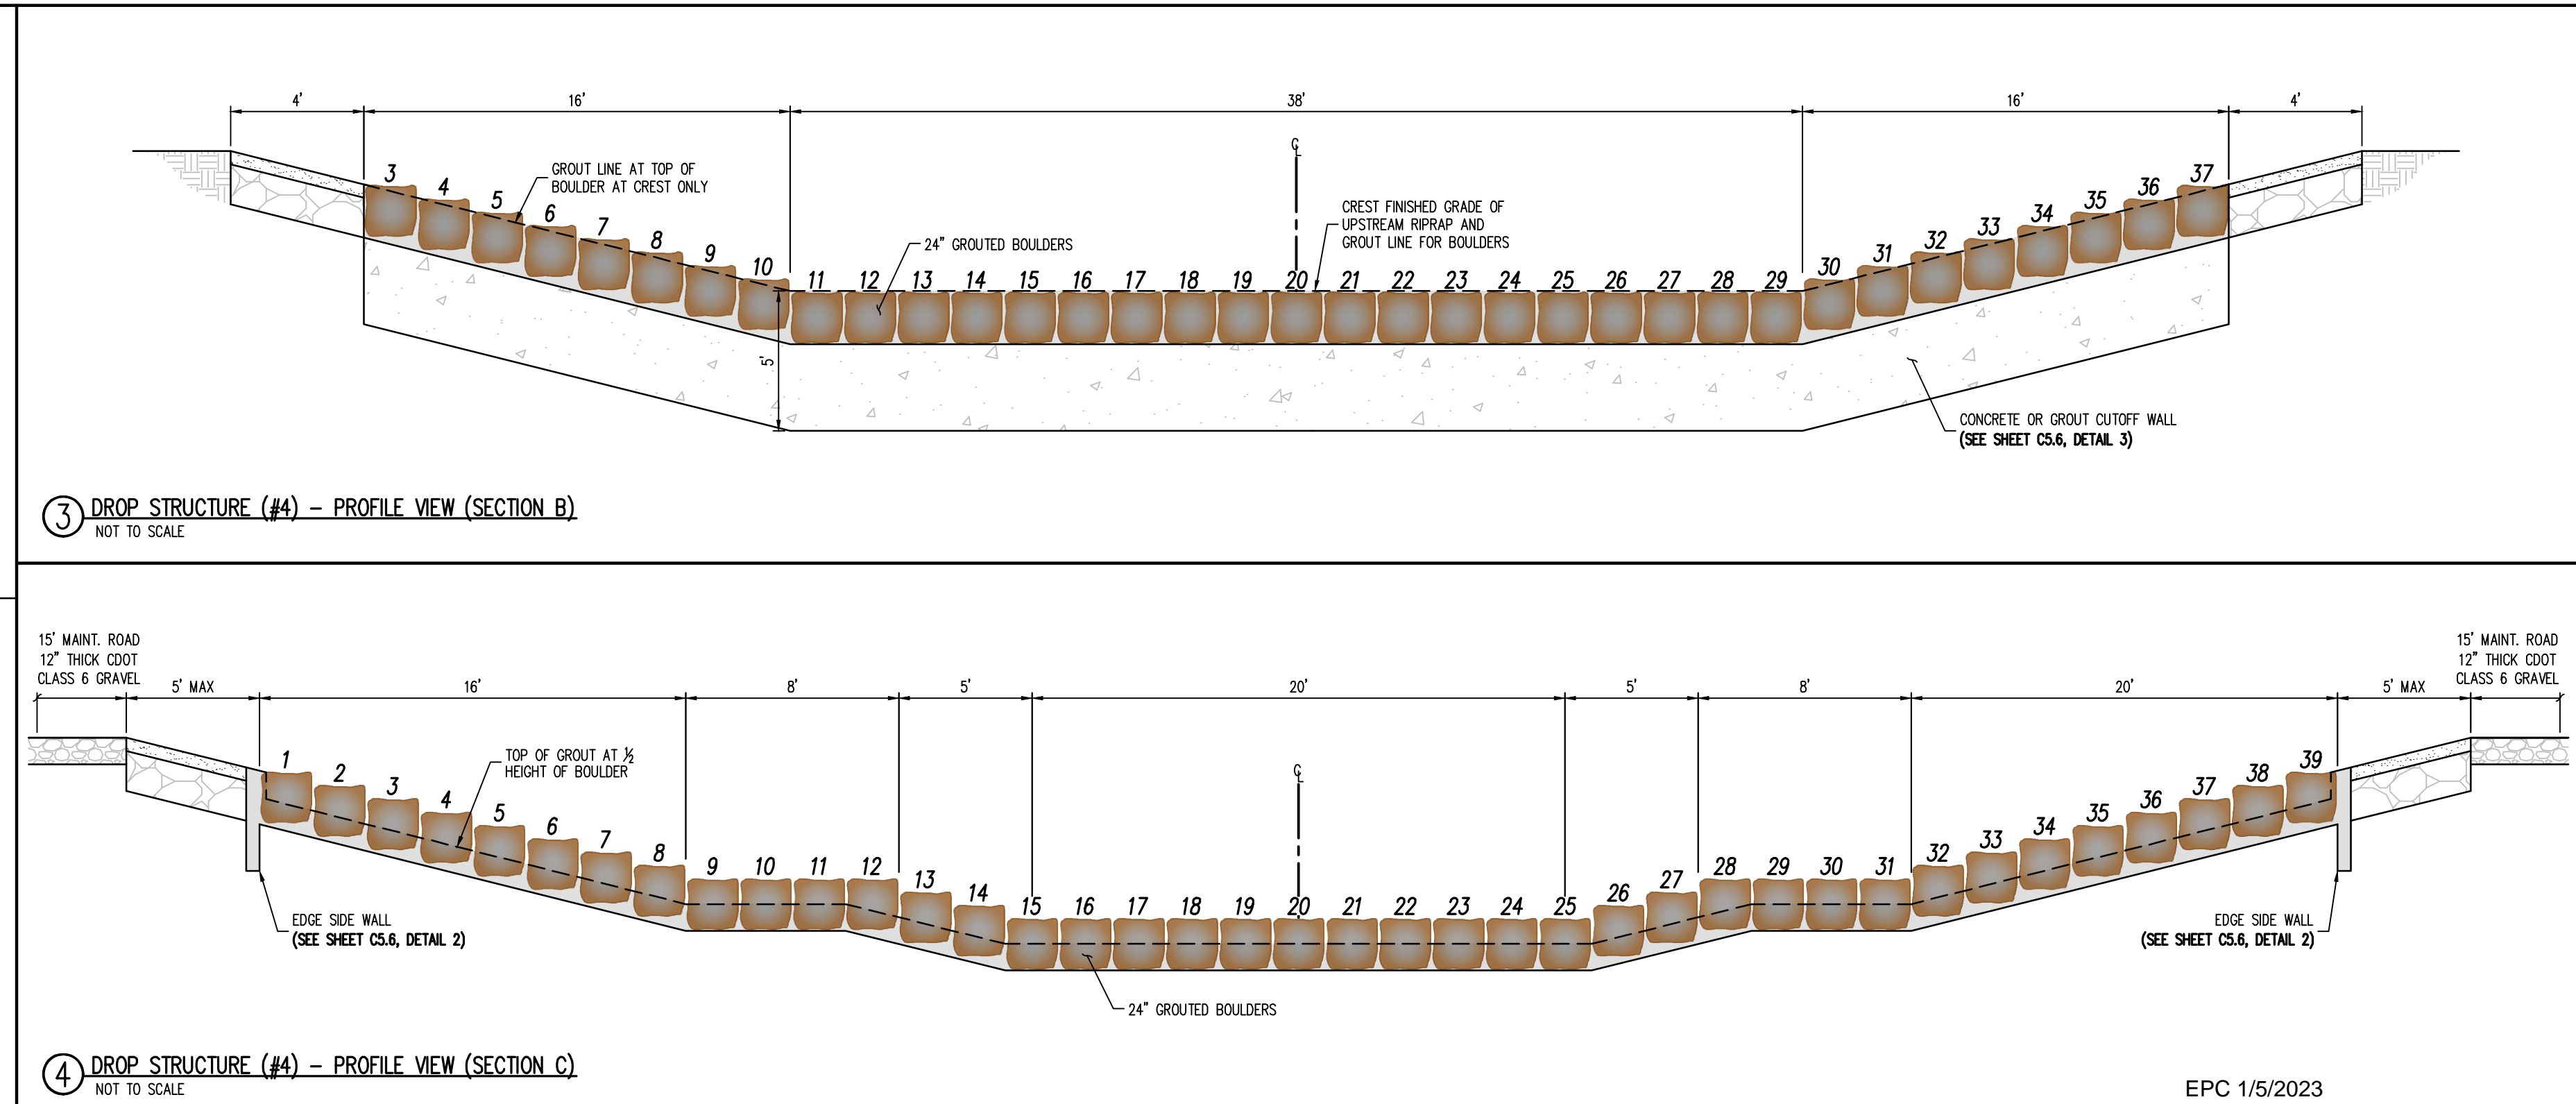 4' 16' 38' 16' 4'
℄
GROUT LINE AT TOP OF
BOULDER AT CREST ONLY
24" GROUTED BOULDERS
CREST FINISHED GRADE OF
UPSTREAM RIPRAP AND
GROUT LINE FOR BOULDERS
3 4 5 6 7 8 9 10 11 12 13 14 15 16 17 18 19 20 21 22 23 24 25 26 27 28 29 30 31 32 33 34 35 36 37
5'
CONCRETE OR GROUT CUTOFF WALL
(SEE SHEET C5.6, DETAIL 3)
3 DROP STRUCTURE (#4) – PROFILE VIEW (SECTION B)
NOT TO SCALE
15' MAINT. ROAD
12" THICK CDOT
CLASS 6 GRAVEL
5' MAX 16' 8' 5' 20' 5' 8' 20' 5' MAX
15' MAINT. ROAD
12" THICK CDOT
CLASS 6 GRAVEL
℄
TOP OF GROUT AT ½
HEIGHT OF BOULDER
1 2 3 4 5 6 7 8 9 10 11 12 13 14 15 16 17 18 19 20 21 22 23 24 25 26 27 28 29 30 31 32 33 34 35 36 37 38 39
EDGE SIDE WALL
(SEE SHEET C5.6, DETAIL 2)
EDGE SIDE WALL
(SEE SHEET C5.6, DETAIL 2)
24" GROUTED BOULDERS
4 DROP STRUCTURE (#4) – PROFILE VIEW (SECTION C)
NOT TO SCALE
EPC 1/5/2023